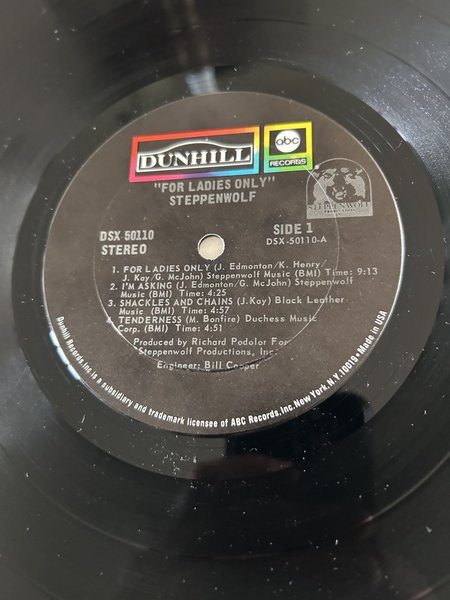 DUNHILL
abc
RECORDS
"FOR LADIES ONLY"
STEPPENWOLF
STEPPENWOLF
PRODUCTIONS, INC.
DSX-50110
STEREO
SIDE 1
DSX-50110-A
1. FOR LADIES ONLY (J. Edmonton/K. Henry/
J. Kay/G. McJohn) Steppenwolf Music (BMI) Time: 9:13
2. I'M ASKING (J. Edmonton/G. McJohn) Steppenwolf
Music (BMI) Time: 4:25
3. SHACKLES AND CHAINS (J.Kay) Black Leather
Music (BMI) Time: 4:57
TENDERNESS (M. Bonfire) Duchess Music
Corp. (BMI) Time: 4:51
Produced by Richard Podolor For
Steppenwolf Productions, Inc.
Engineer: Bill Cooper
Dunhill Records, Inc. is a subsidiary and trademark licensee of ABC Records, Inc. New York, N.Y. 10019 • Made in USA